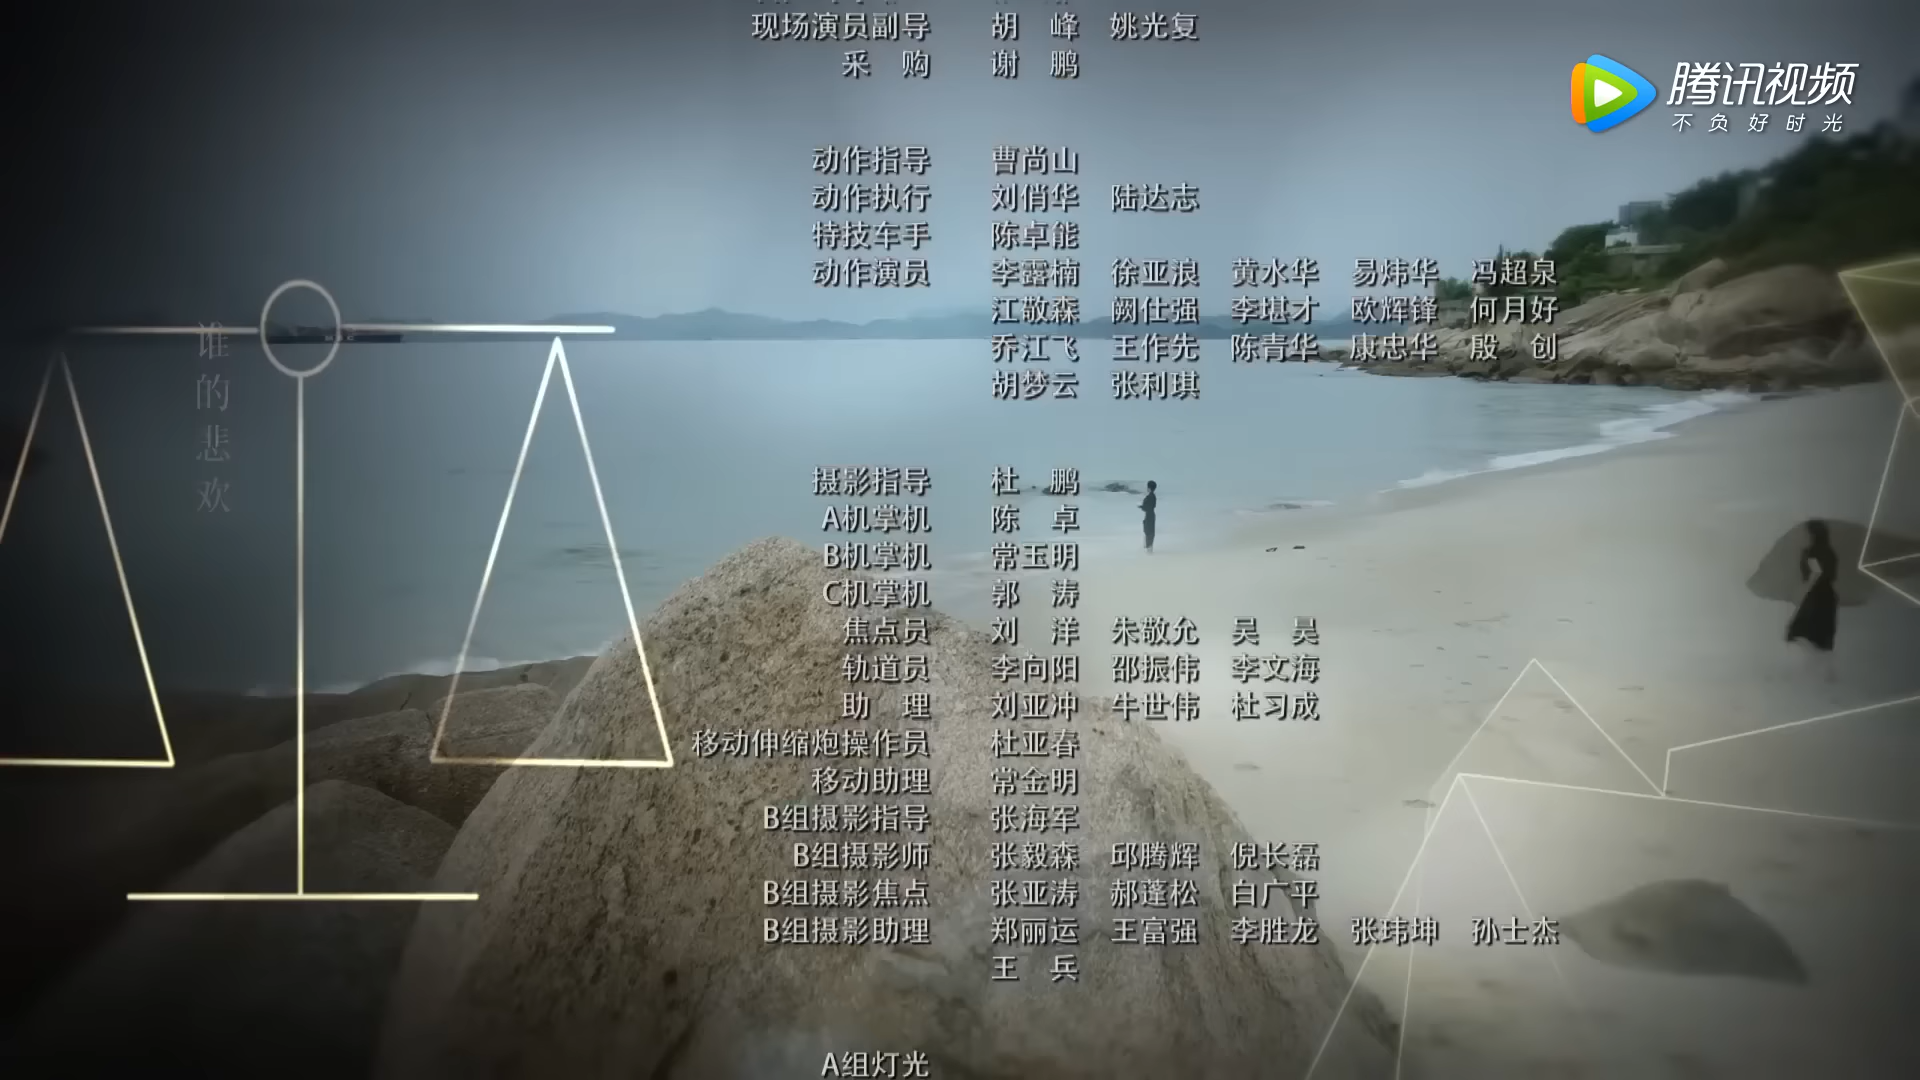 现场演员副导 胡 峰 姚光复
采 购 谢 鹏
腾讯视频
不负好时光
动作指导 曹尚山
动作执行 刘俏华 陆达志
特技车手 陈卓能
动作演员 李露楠 徐亚浪 黄水华 易炜华 冯超泉
江敬森 阙仕强 李堪才 欧辉锋 何月好
乔江飞 王作先 陈青华 康忠华 殷 创
胡梦云 张利琪
谁的悲欢
摄影指导 杜 鹏
A机掌机 陈 卓
B机掌机 常玉明
C机掌机 郭 涛
焦点员 刘 洋 朱敬允 吴 昊
轨道员 李向阳 邵振伟 李文海
助 理 刘亚冲 牛世伟 杜习成
移动伸缩炮操作员 杜亚春
移动助理 常金明
B组摄影指导 张海军
B组摄影师 张毅森 邱腾辉 倪长磊
B组摄影焦点 张亚涛 郝蓬松 白广平
B组摄影助理 郑丽运 王富强 李胜龙 张玮坤 孙士杰
王 兵
A组灯光